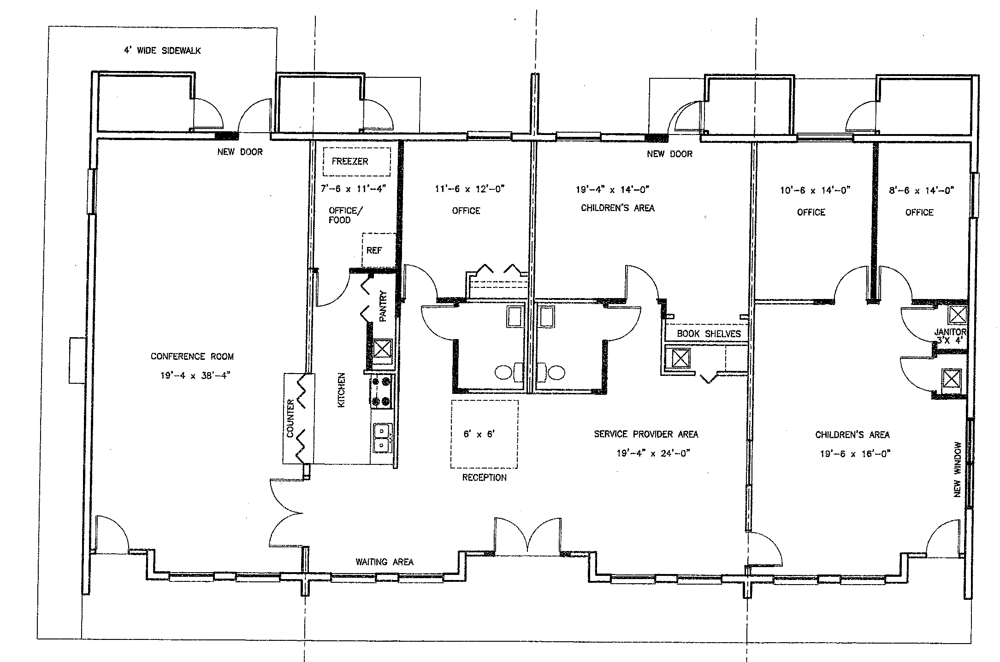 4' WIDE SIDEWALK
NEW DOOR
NEW DOOR
FREEZER
7'-6 x 11'-4"
OFFICE/
FOOD
REF
11'-6 x 12'-0"
OFFICE
19'-4" x 14'-0"
CHILDREN'S AREA
10'-6 x 14'-0"
OFFICE
8'-6 x 14'-0"
OFFICE
PANTRY
BOOK SHELVES
JANITOR
3'X 4'
CONFERENCE ROOM
19'-4 x 38'-4"
KITCHEN
COUNTER
6' x 6'
RECEPTION
SERVICE PROVIDER AREA
19'-4" x 24'-0"
CHILDREN'S AREA
19'-6 x 16'-0"
NEW WINDOW
WAITING AREA